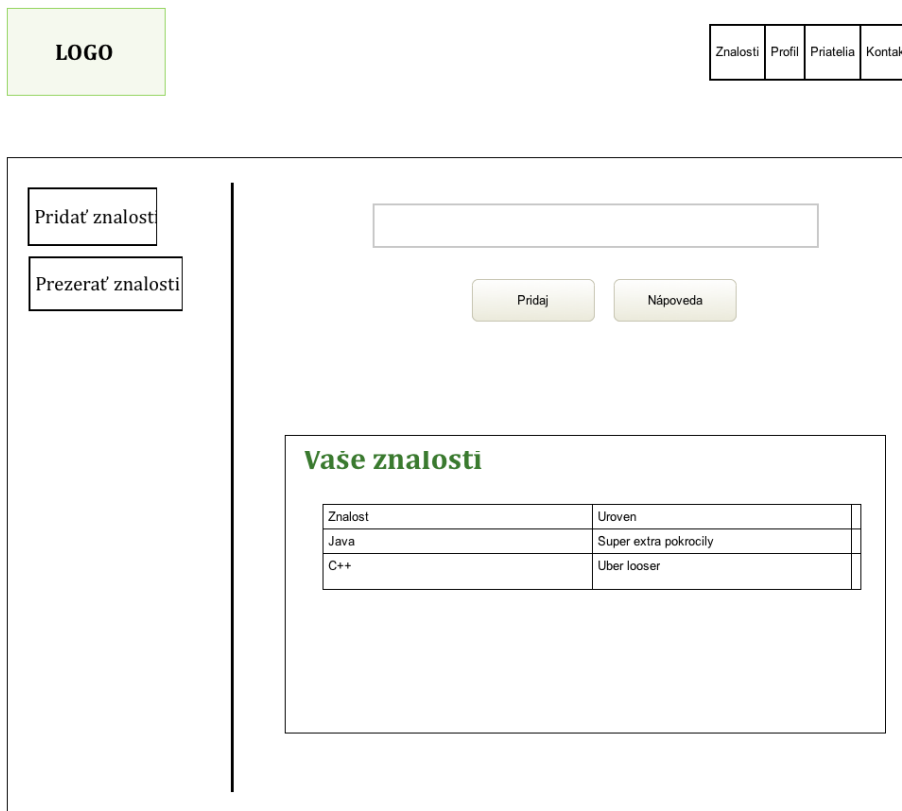 LOGO
Znalosti Profil Priatelia Kontak
Pridať znalosti
Prezerať znalosti
Pridaj Nápoveda
Vaše znalosti
Znalost Uroven
Java Super extra pokrocily
C++ Uber looser